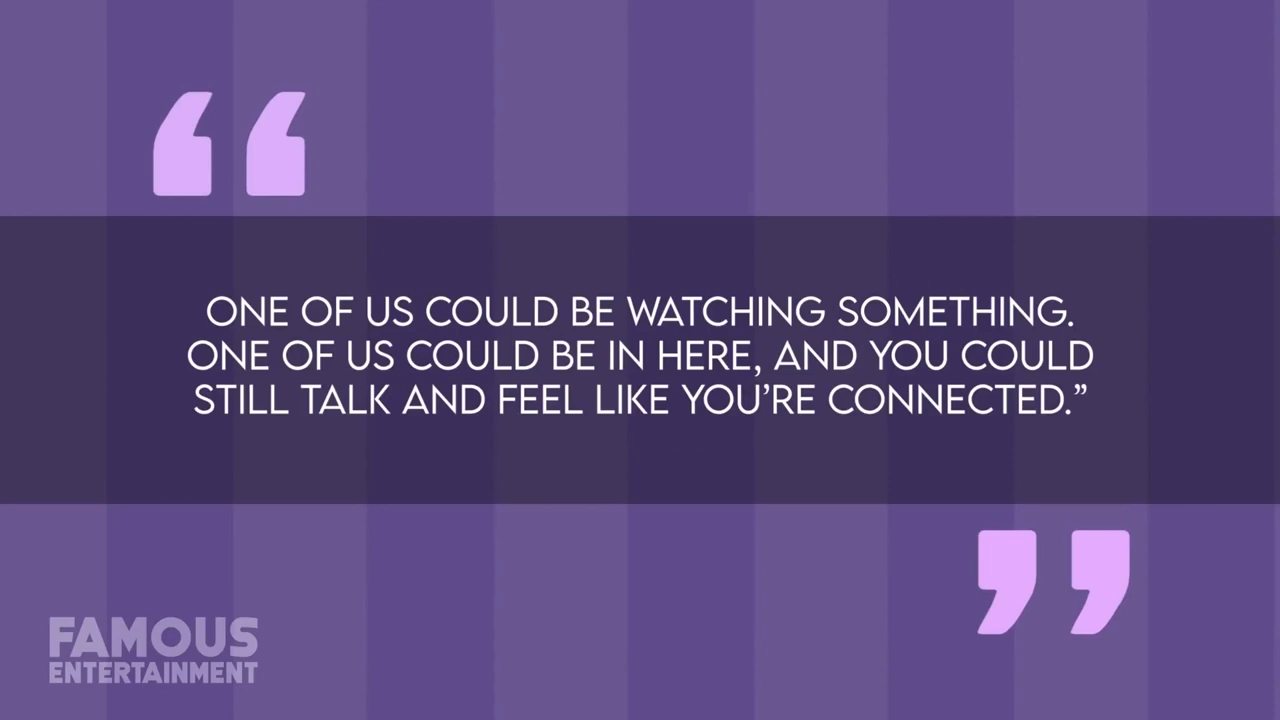 ONE OF US COULD BE WATCHING SOMETHING.
ONE OF US COULD BE IN HERE, AND YOU COULD
STILL TALK AND FEEL LIKE YOU’RE CONNECTED.”
FAMOUS
ENTERTAINMENT